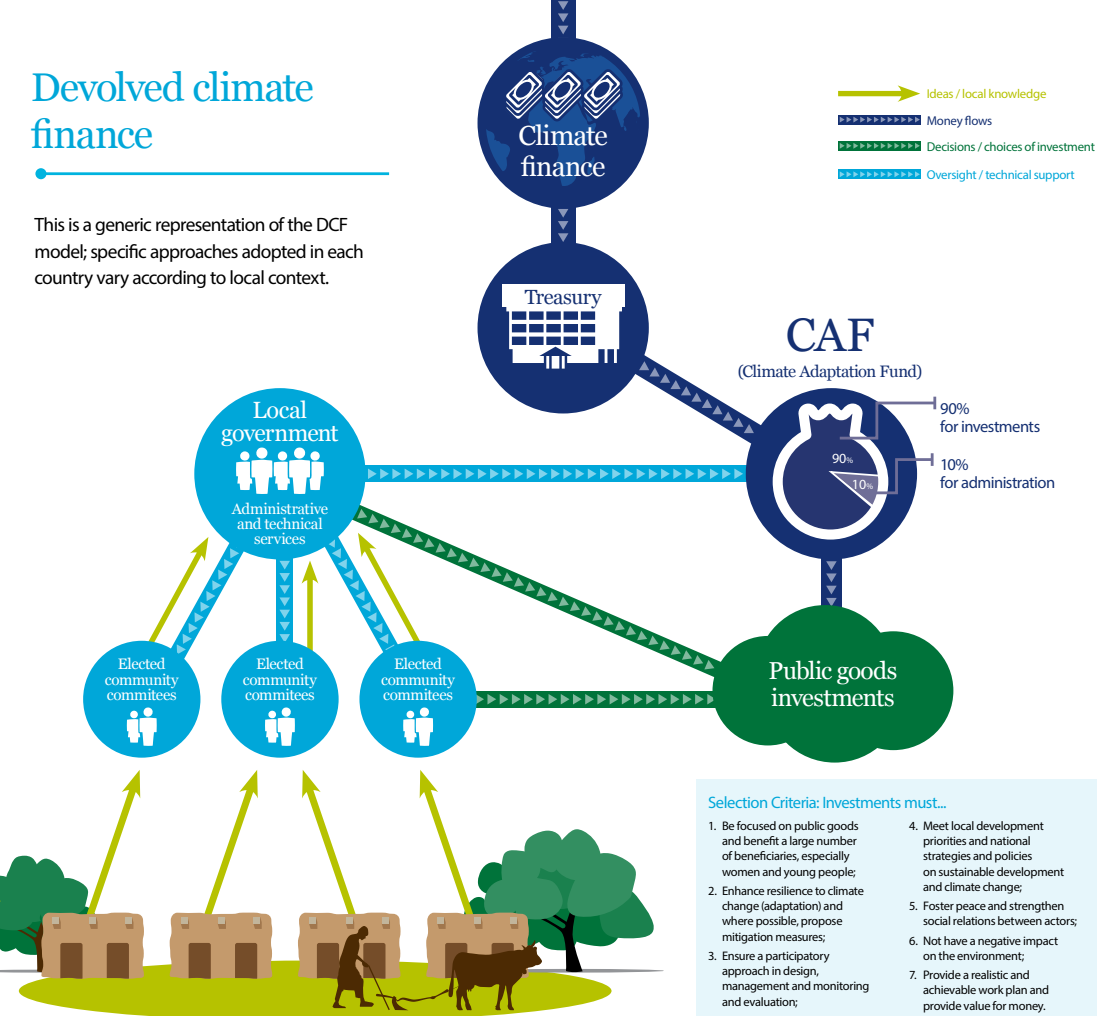 Devolved climate
finance
This is a generic representation of the DCF
model; specific approaches adopted in each
country vary according to local context.
Climate
finance
Ideas / local knowledge
Money flows
Decisions / choices of investment
Oversight / technical support
Treasury
CAF
(Climate Adaptation Fund)
90%
for investments
90%
10%
10%
for administration
Local
government
Administrative
and technical
services
Elected
community
commitees
Elected
community
commitees
Elected
community
commitees
Public goods
investments
Selection Criteria: Investments must...
1. Be focused on public goods
and benefit a large number
of beneficiaries, especially
women and young people;
2. Enhance resilience to climate
change (adaptation) and
where possible, propose
mitigation measures;
3. Ensure a participatory
approach in design,
management and monitoring
and evaluation;
4. Meet local development
priorities and national
strategies and policies
on sustainable development
and climate change;
5. Foster peace and strengthen
social relations between actors;
6. Not have a negative impact
on the environment;
7. Provide a realistic and
achievable work plan and
provide value for money.